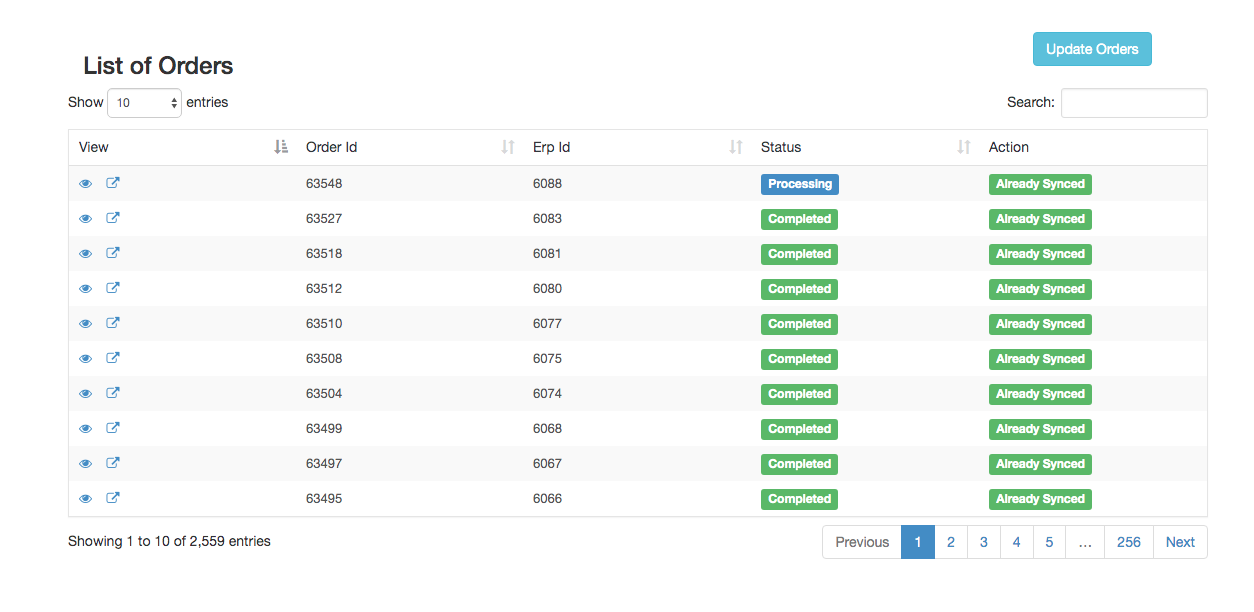 Update Orders
List of Orders
Show 10 entries Search:
View Order Id Erp Id Status Action
63548 6088 Processing Already Synced
63527 6083 Completed Already Synced
63518 6081 Completed Already Synced
63512 6080 Completed Already Synced
63510 6077 Completed Already Synced
63508 6075 Completed Already Synced
63504 6074 Completed Already Synced
63499 6068 Completed Already Synced
63497 6067 Completed Already Synced
63495 6066 Completed Already Synced
Showing 1 to 10 of 2,559 entries Previous 1 2 3 4 5 ... 256 Next